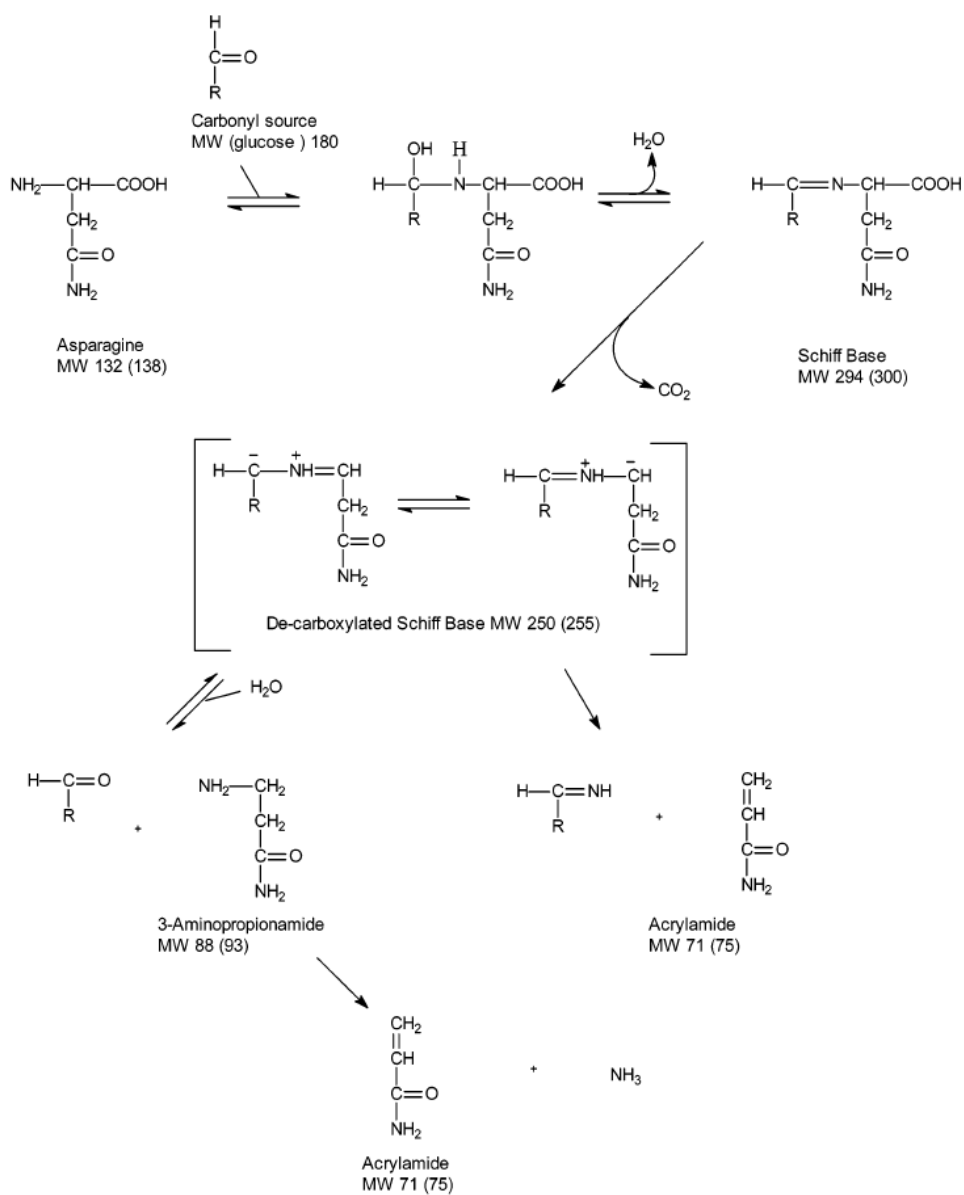 H
C=O
R
Carbonyl source
MW (glucose ) 180
NH2—CH—COOH
CH2
C=O
NH2
Asparagine
MW 132 (138)
OH
H
H—C—N—CH—COOH
R
CH2
C=O
NH2
H2O
H—C=N—CH—COOH
R
CH2
C=O
NH2
Schiff Base
MW 294 (300)
CO2
− +
H—C—NH=CH
R
CH2
C=O
NH2
+ −
H—C=NH—CH
R
CH2
C=O
NH2
De-carboxylated Schiff Base MW 250 (255)
H2O
H—C=O
R
+
NH2—CH2
CH2
C=O
NH2
3-Aminopropionamide
MW 88 (93)
H—C=NH
R
+
CH2
CH
C=O
NH2
Acrylamide
MW 71 (75)
CH2
CH
C=O
NH2
+
NH3
Acrylamide
MW 71 (75)